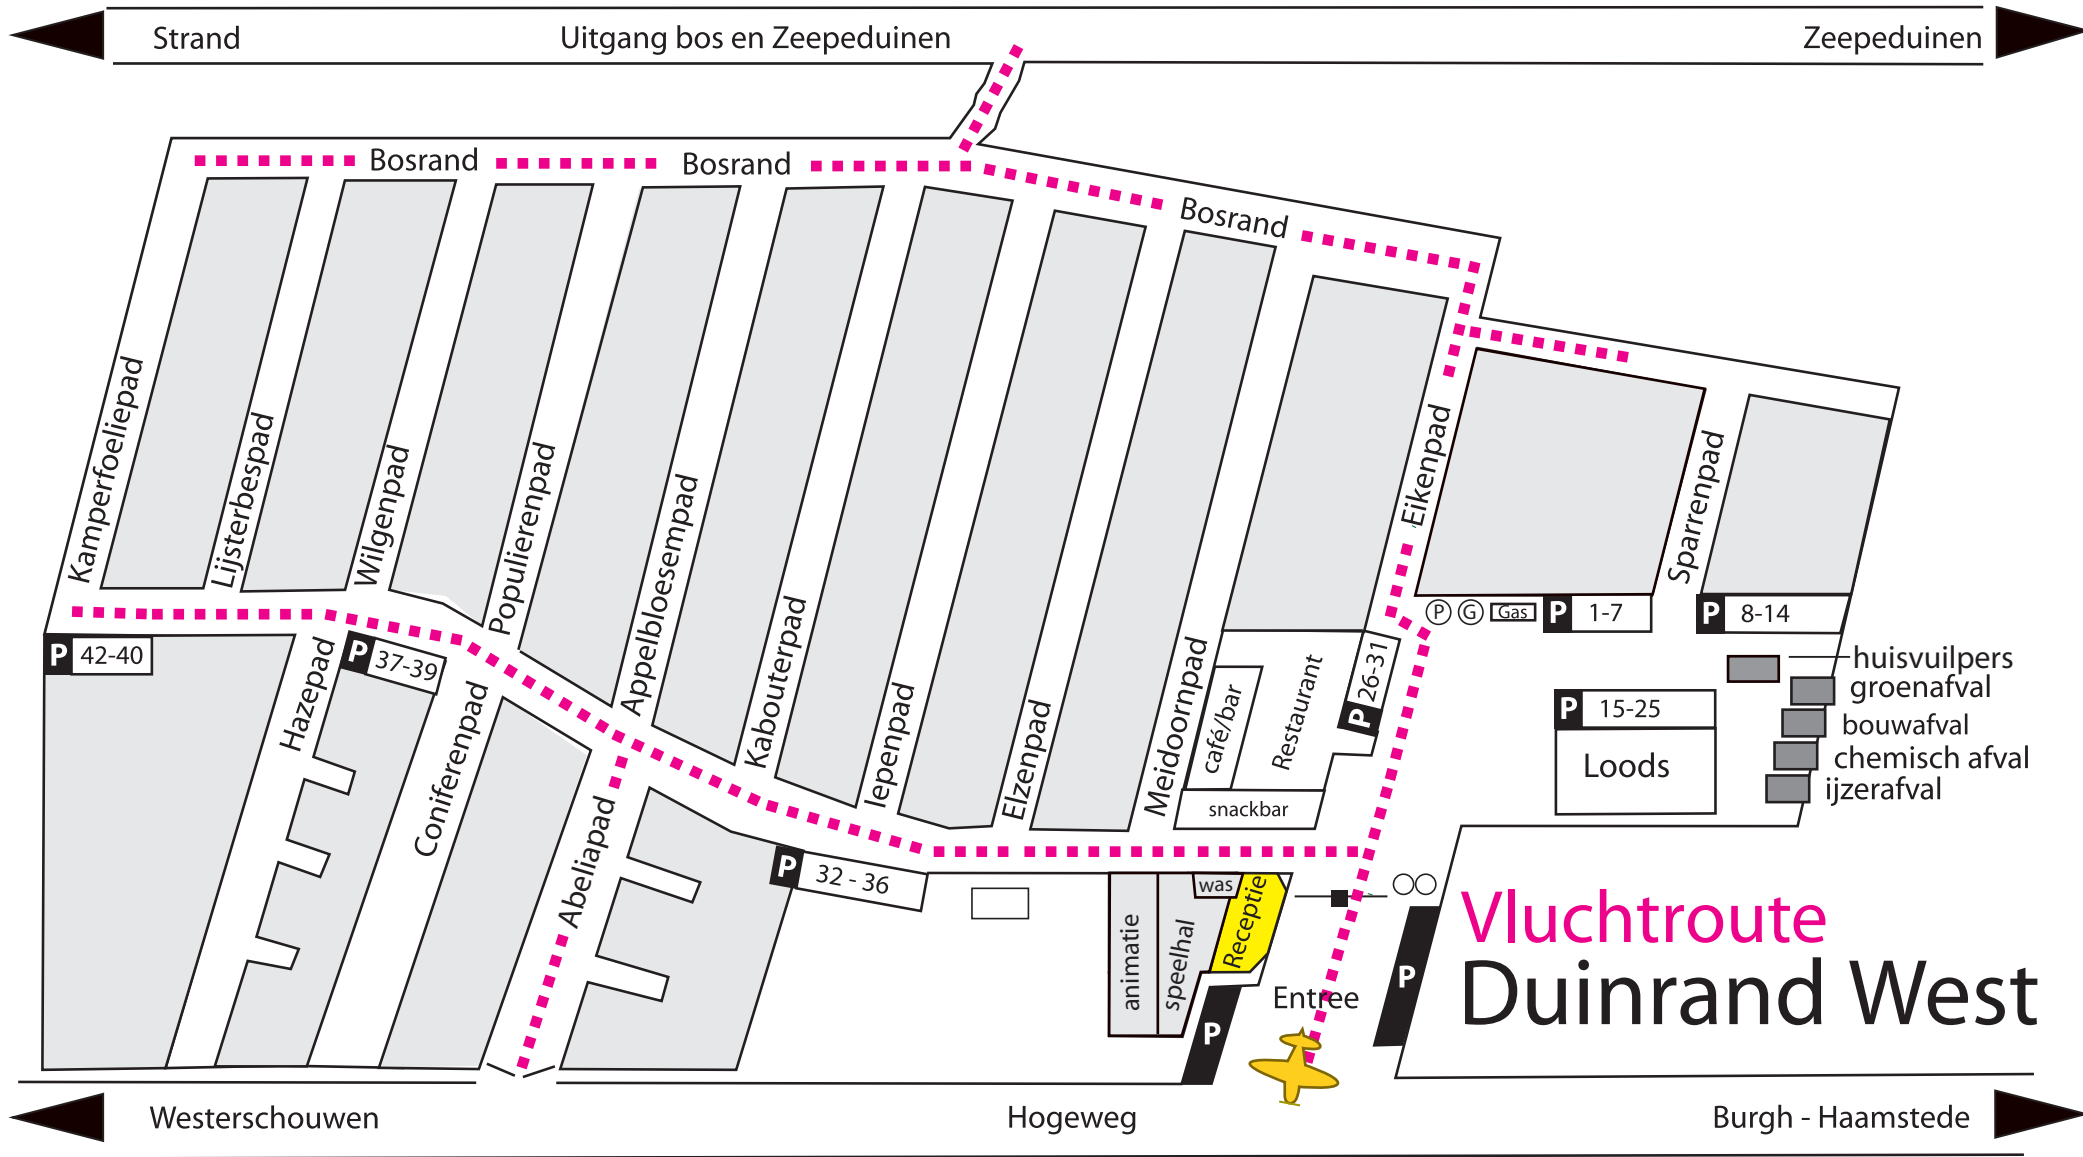 Strand
Uitgang bos en Zeepeduinen
Zeepeduinen
Bosrand
Bosrand
Bosrand
Kamperfoeliepad
Lijsterbespad
Wilgenpad
Populierenpad
Appelbloesempad
Kabouterpad
Iepenpad
Elzenpad
Meidoornpad
Eikenpad
Sparrenpad
P 42-40
Hazepad
P 37-39
Coniferenpad
Abeliapad
P 32 - 36
café/bar
Restaurant
snackbar
P 26-31
P
G
Gas
P 1-7
P 8-14
P 15-25
Loods
huisvuilpers
groenafval
bouwafval
chemisch afval
ijzerafval
animatie
speelhal
was
Receptie
P
Entree
P
Vluchtroute
Duinrand West
Westerschouwen
Hogeweg
Burgh - Haamstede